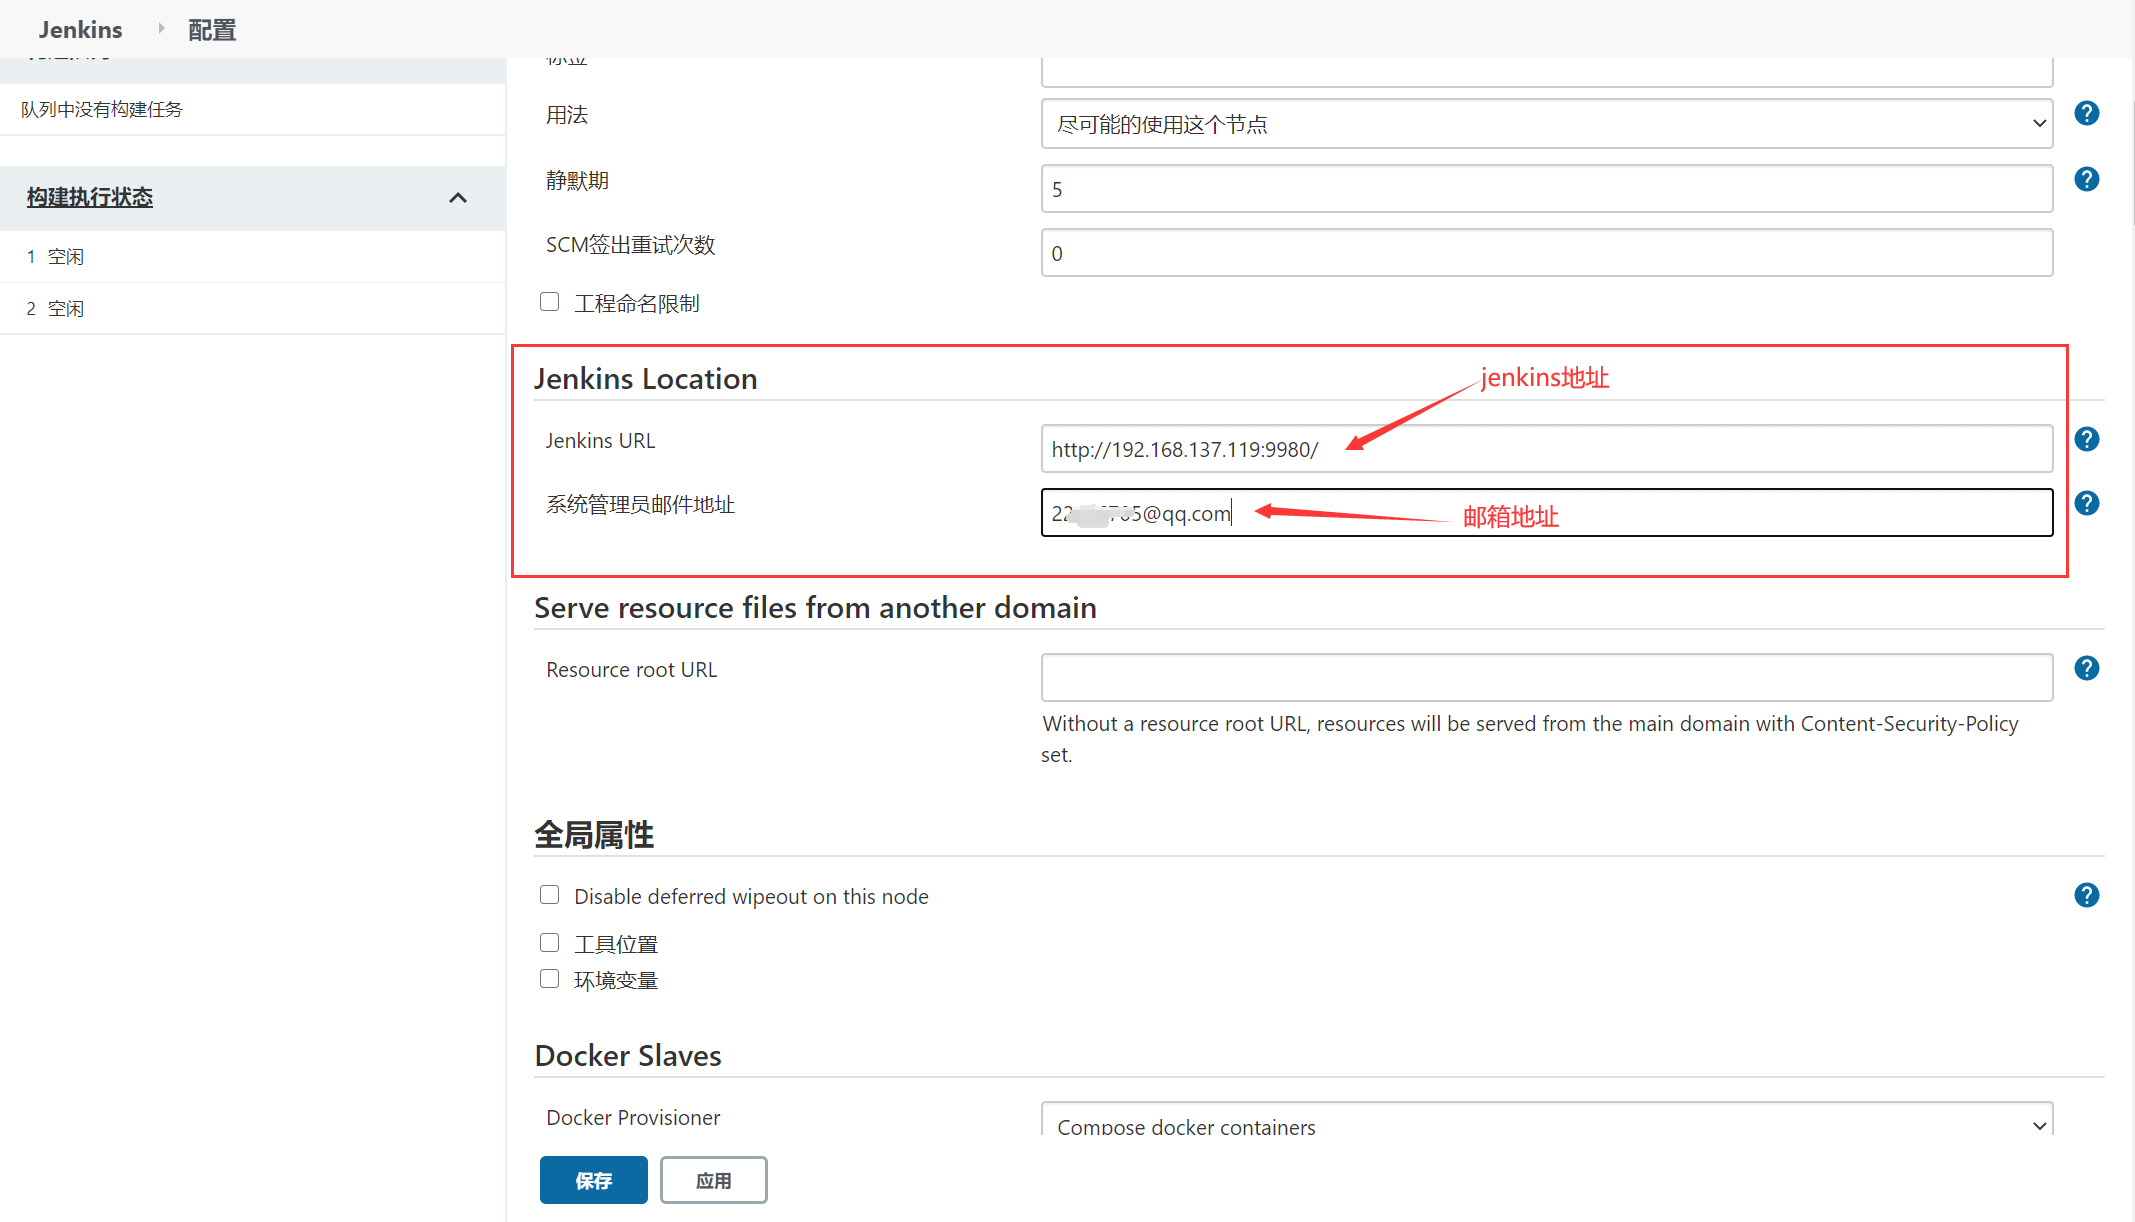 Jenkins 配置
队列中没有构建任务
构建执行状态
1 空闲
2 空闲
标签
用法
尽可能的使用这个节点
静默期
5
SCM签出重试次数
0
工程命名限制
Jenkins Location
jenkins地址
Jenkins URL
http://192.168.137.119:9980/
系统管理员邮件地址
@qq.com
邮箱地址
Serve resource files from another domain
Resource root URL
Without a resource root URL, resources will be served from the main domain with Content-Security-Policy
set.
全局属性
Disable deferred wipeout on this node
工具位置
环境变量
Docker Slaves
Docker Provisioner
Compose docker containers
保存
应用